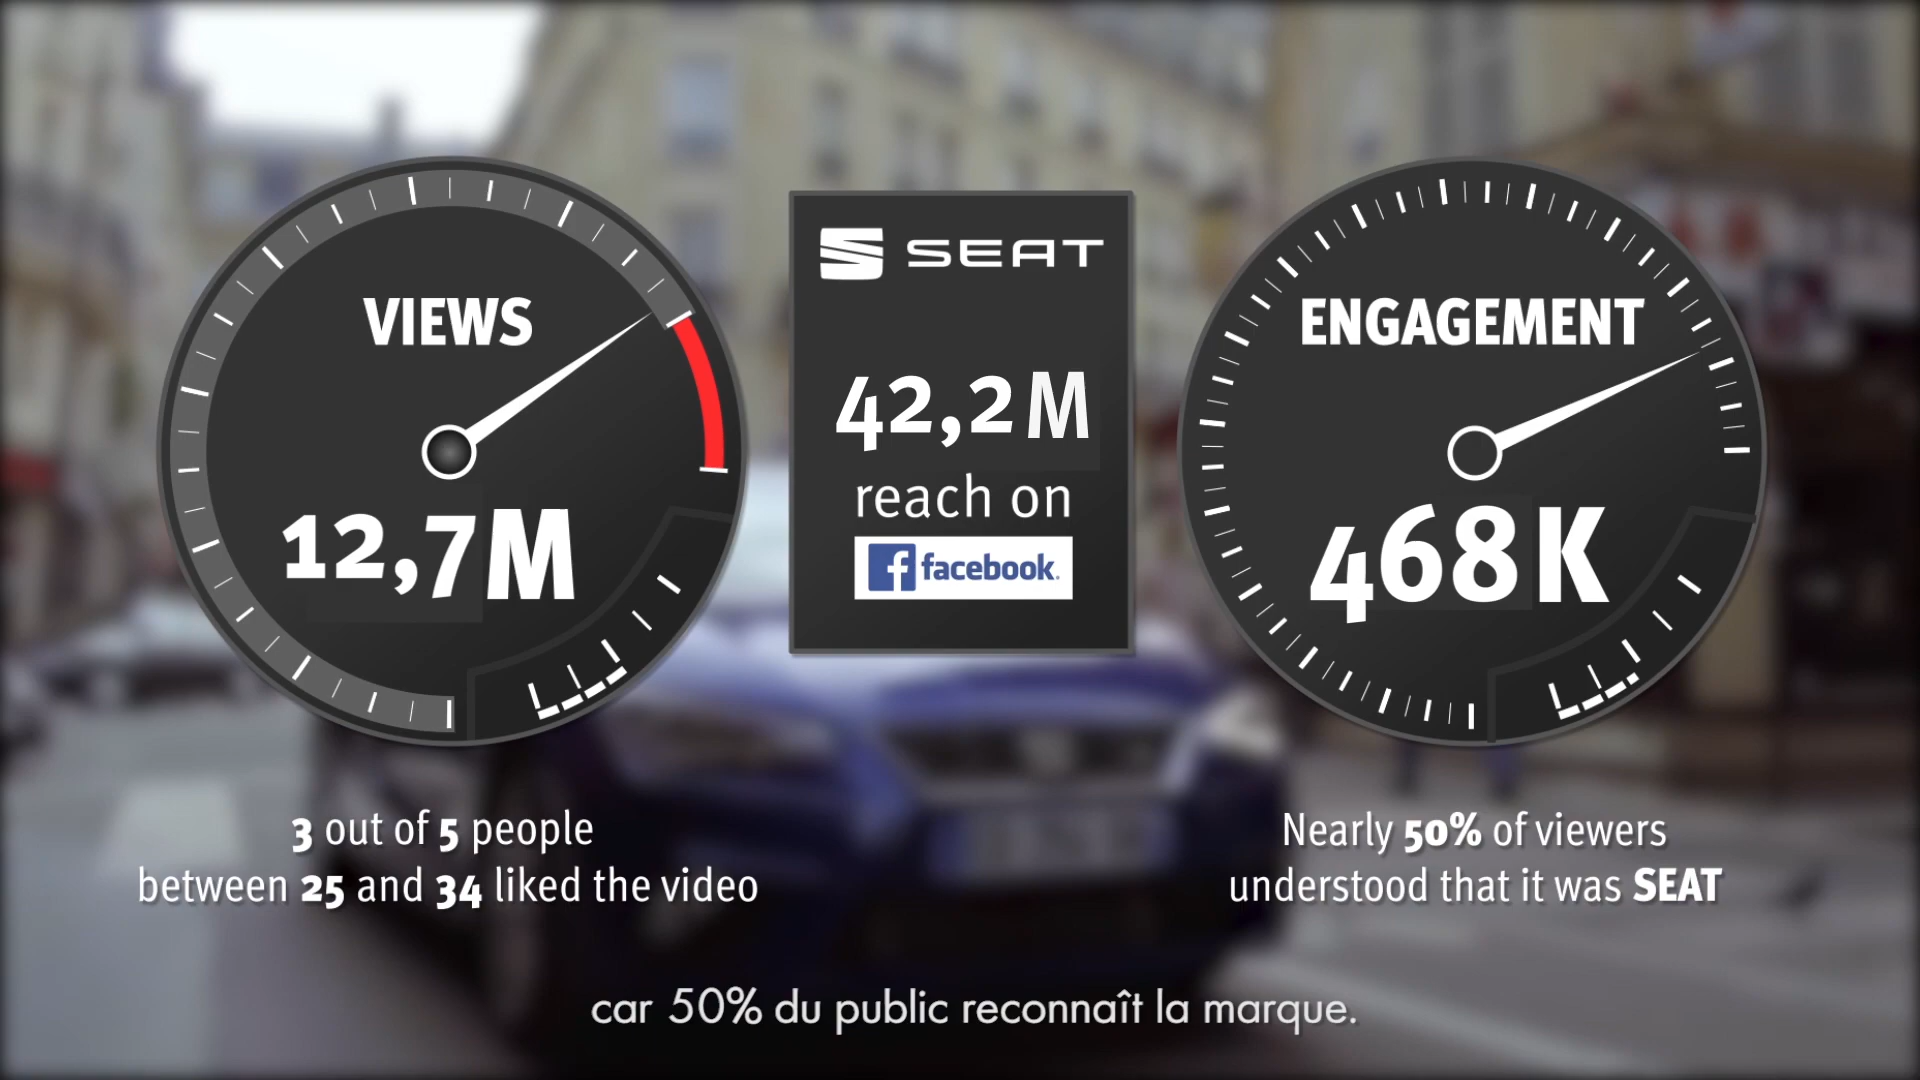 VIEWS
12,7M
3 out of 5 people
between 25 and 34 liked the video
SEAT
42,2M
reach on
facebook
ENGAGEMENT
468K
Nearly 50% of viewers
understood that it was SEAT
car 50% du public reconnaît la marque.